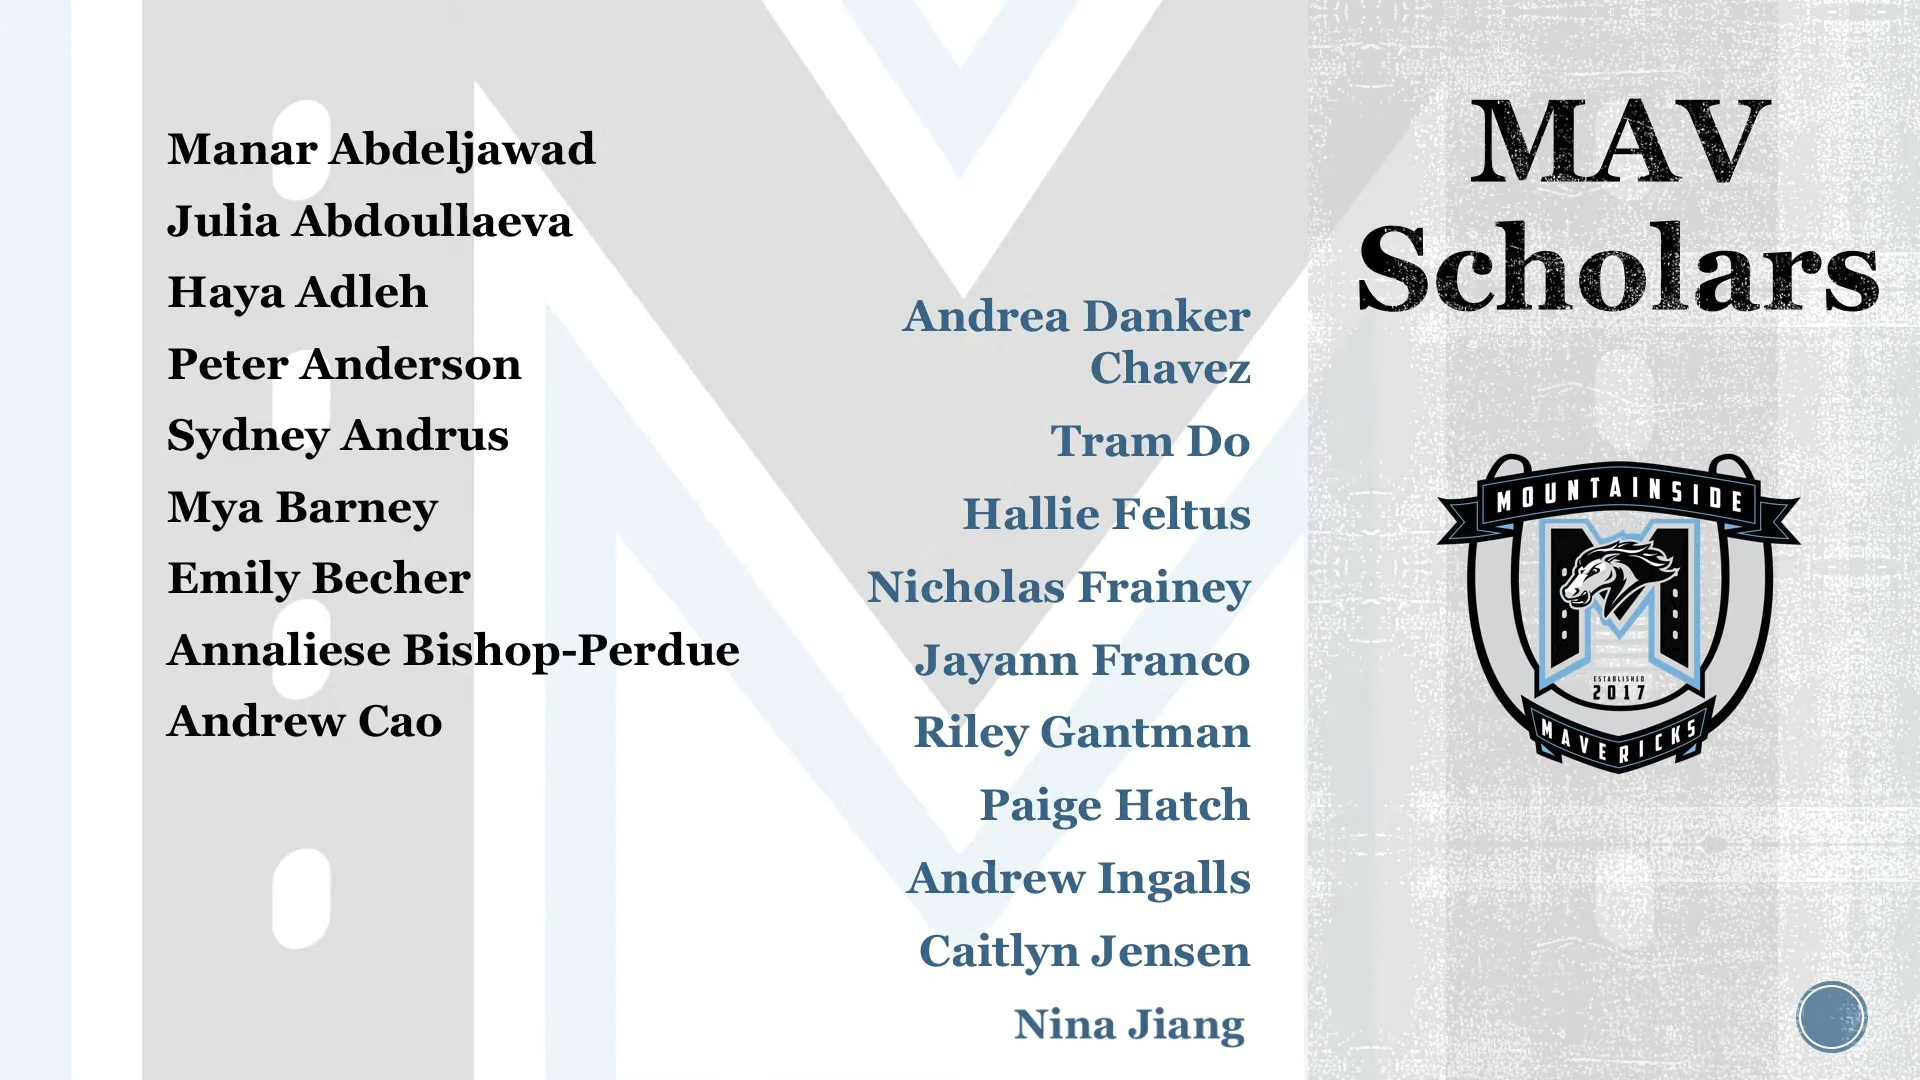 Manar Abdeljawad
Julia Abdoullaeva
Haya Adleh
Peter Anderson
Sydney Andrus
Mya Barney
Emily Becher
Annaliese Bishop-Perdue
Andrew Cao
Andrea Danker
Chavez
Tram Do
Hallie Feltus
Nicholas Frainey
Jayann Franco
Riley Gantman
Paige Hatch
Andrew Ingalls
Caitlyn Jensen
Nina Jiang
MAV
Scholars
MOUNTAINSIDE
ESTABLISHED
2017
MAVERICKS